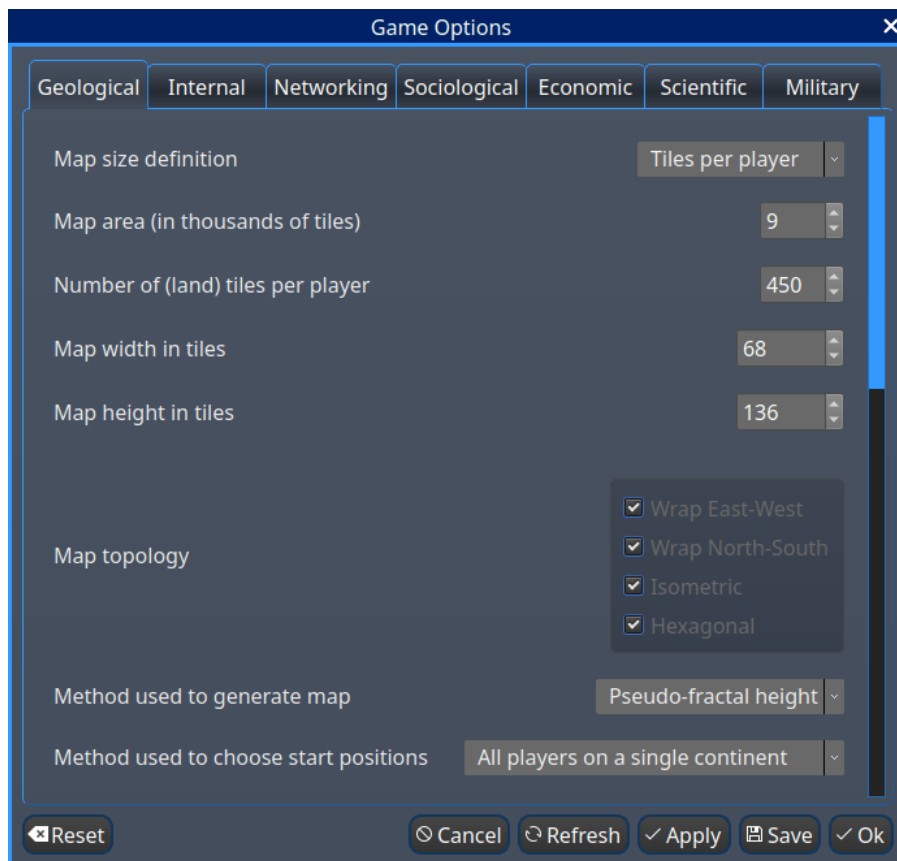 Game Options
Geological Internal Networking Sociological Economic Scientific Military
Map size definition Tiles per player
Map area (in thousands of tiles) 9
Number of (land) tiles per player 450
Map width in tiles 68
Map height in tiles 136
Map topology
Wrap East-West
Wrap North-South
Isometric
Hexagonal
Method used to generate map Pseudo-fractal height
Method used to choose start positions All players on a single continent
Reset Cancel Refresh Apply Save Ok